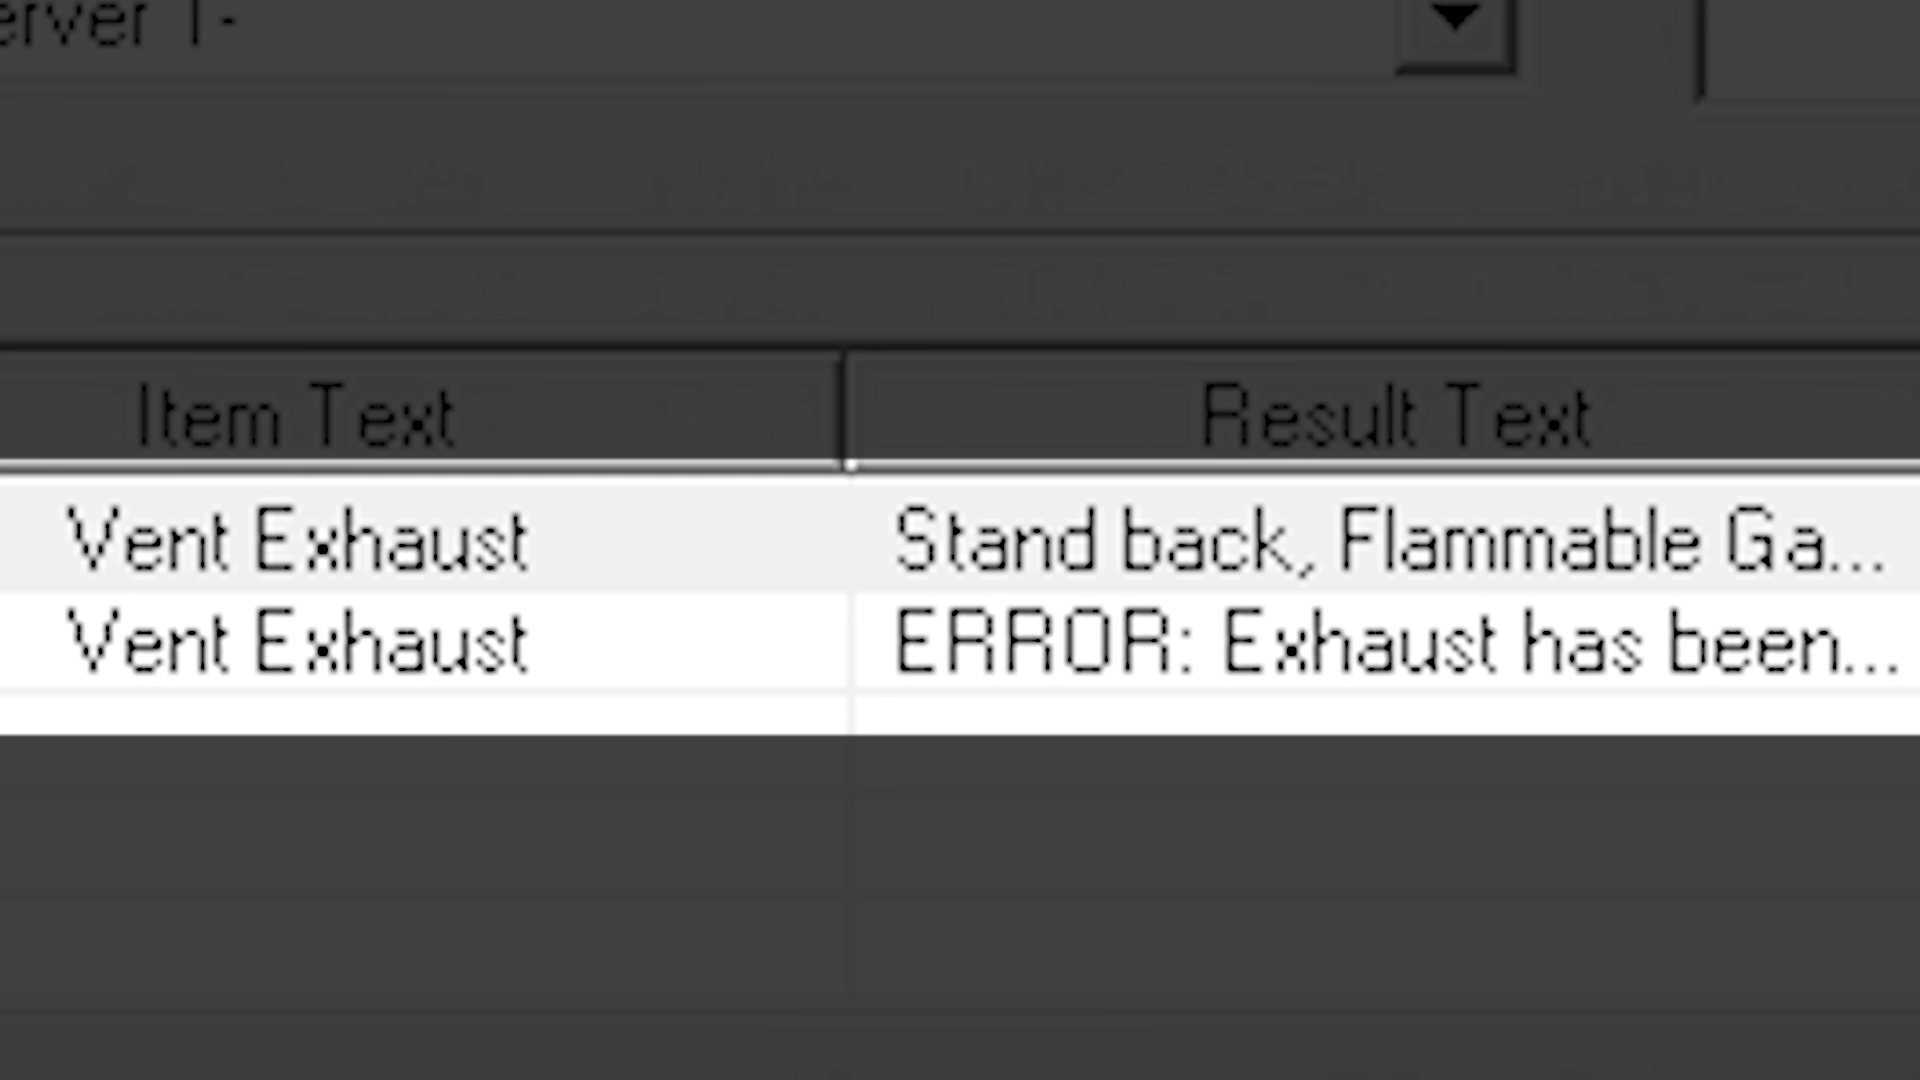 erver 1-
Item Text Result Text
Vent Exhaust Stand back, Flammable Ga...
Vent Exhaust ERROR: Exhaust has been...